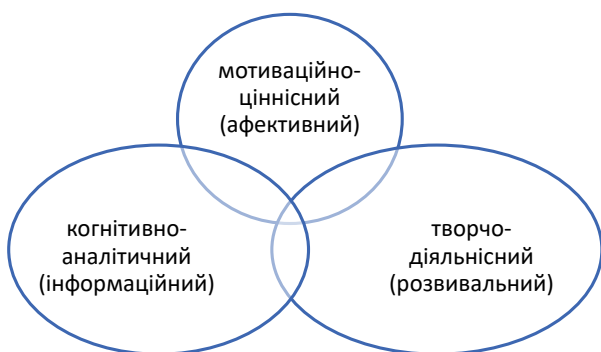 мотиваційно-
ціннісний
(афективний)
когнітивно-
аналітичний
(інформаційний)
творчо-
діяльнісний
(розвивальний)